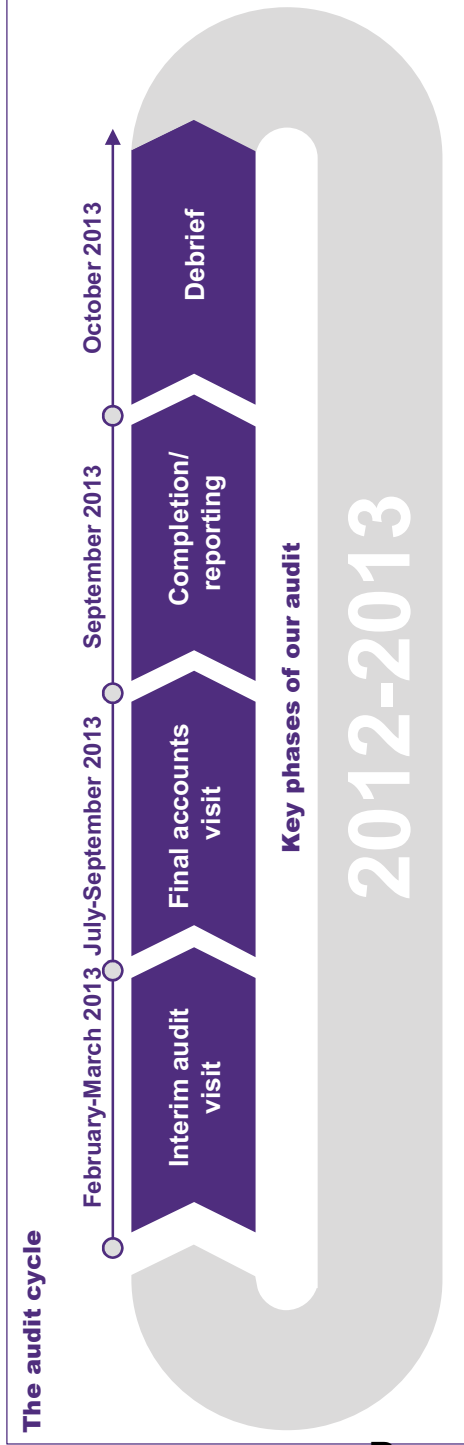 The audit cycle
February-March 2013
July-September 2013
September 2013
October 2013
Interim audit
visit
Final accounts
visit
Completion/
reporting
Debrief
Key phases of our audit
2012-2013